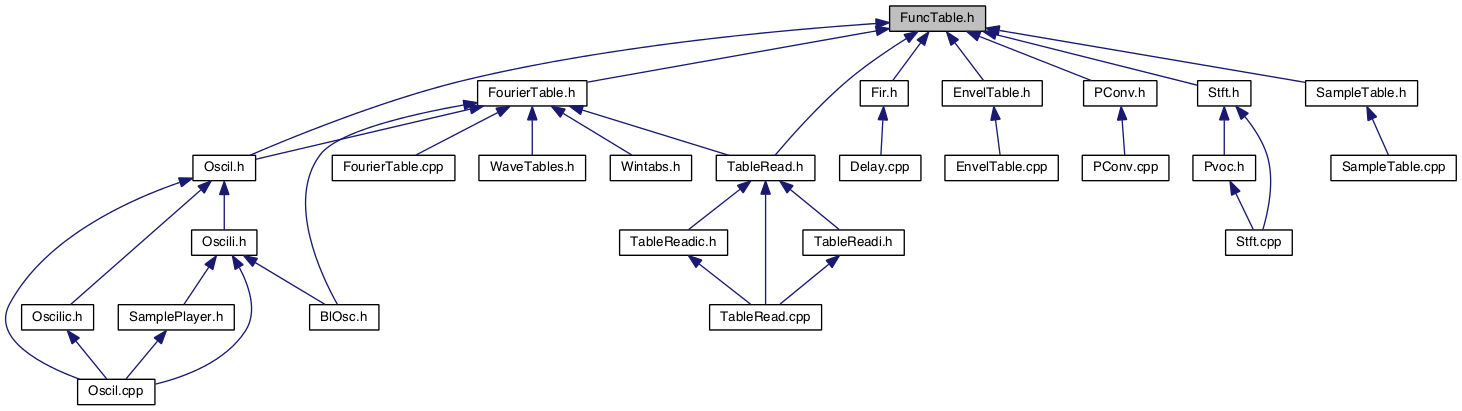 FuncTable.h
FourierTable.h
Fir.h
EnvelTable.h
PConv.h
Stft.h
SampleTable.h
Oscil.h
FourierTable.cpp
WaveTables.h
Wintabs.h
TableRead.h
Delay.cpp
EnvelTable.cpp
PConv.cpp
Pvoc.h
SampleTable.cpp
Oscili.h
TableReadic.h
TableReadi.h
Stft.cpp
Oscilic.h
SamplePlayer.h
BlOsc.h
TableRead.cpp
Oscil.cpp